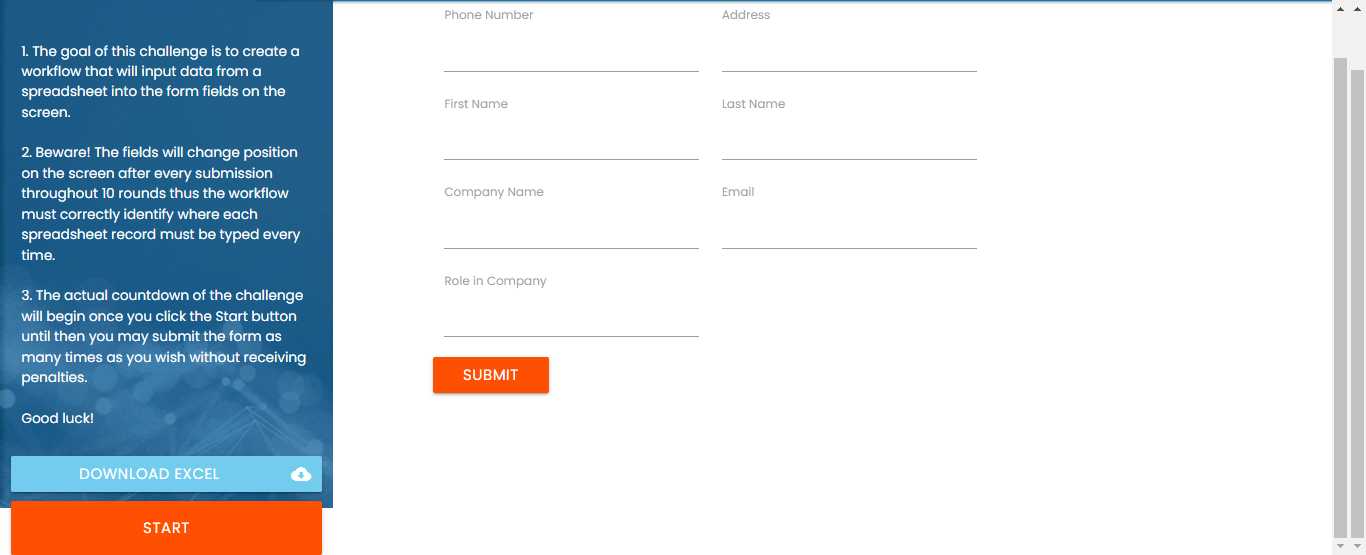 1. The goal of this challenge is to create a
workflow that will input data from a
spreadsheet into the form fields on the
screen.
2. Beware! The fields will change position
on the screen after every submission
throughout 10 rounds thus the workflow
must correctly identify where each
spreadsheet record must be typed every
time.
3. The actual countdown of the challenge
will begin once you click the Start button
until then you may submit the form as
many times as you wish without receiving
penalties.
Good luck!
DOWNLOAD EXCEL
START
Phone Number
Address
First Name
Last Name
Company Name
Email
Role in Company
SUBMIT